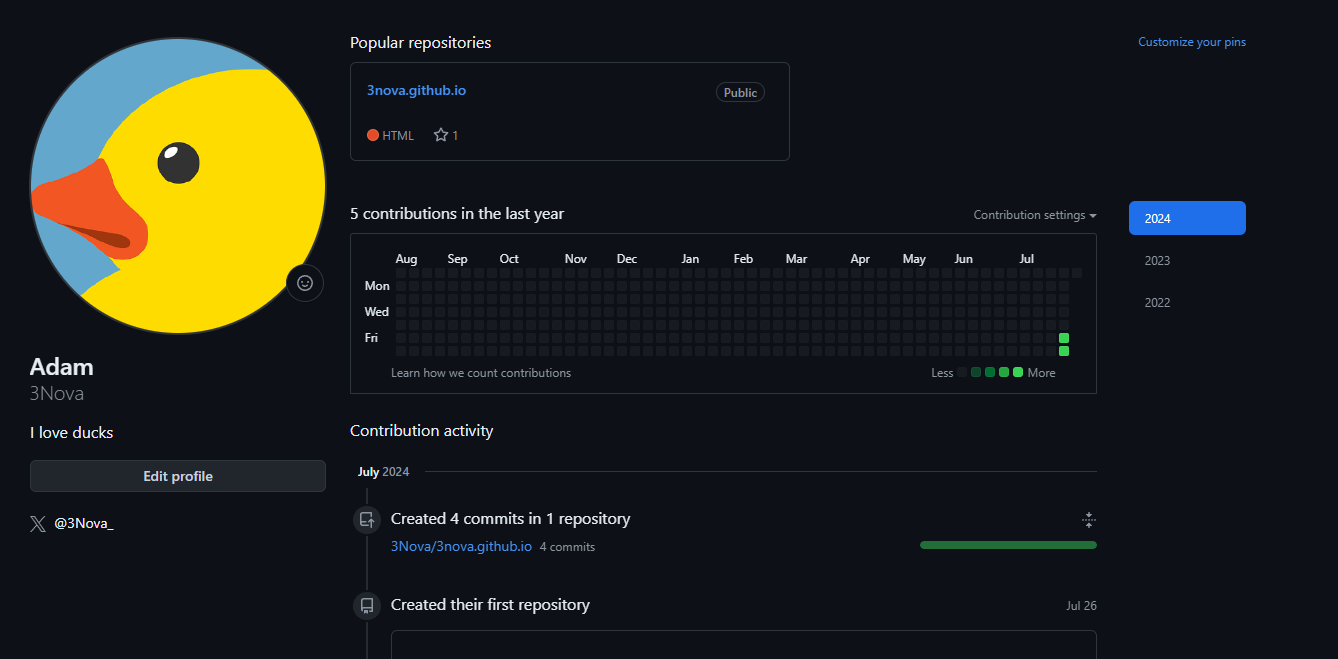 Popular repositories
Customize your pins
3nova.github.io
Public
HTML
1
5 contributions in the last year
Contribution settings
2024
2023
2022
Aug Sep Oct Nov Dec Jan Feb Mar Apr May Jun Jul
Mon
Wed
Fri
Learn how we count contributions
Less
More
Adam
3Nova
I love ducks
Edit profile
@3Nova_
Contribution activity
July 2024
Created 4 commits in 1 repository
3Nova/3nova.github.io 4 commits
Created their first repository
Jul 26